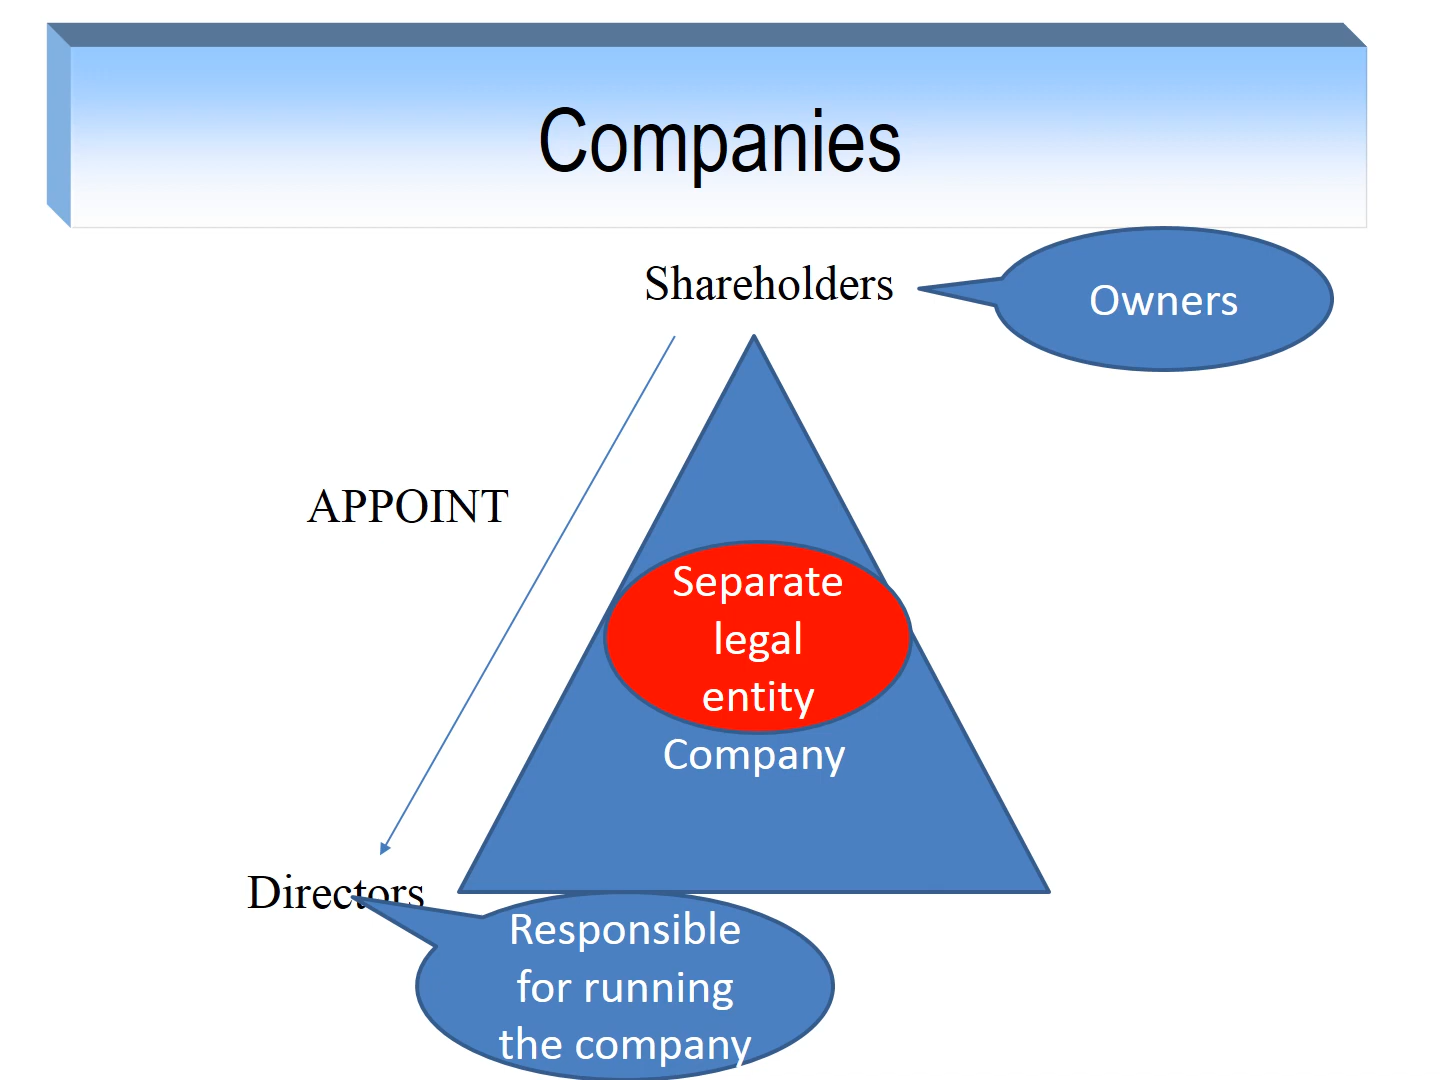 Companies
Shareholders
Owners
APPOINT
Separate
legal
entity
Company
Directors
Responsible
for running
the company